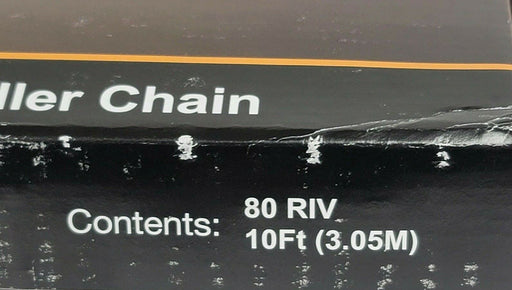 ller Chain
Contents: 80 RIV
10Ft (3.05M)